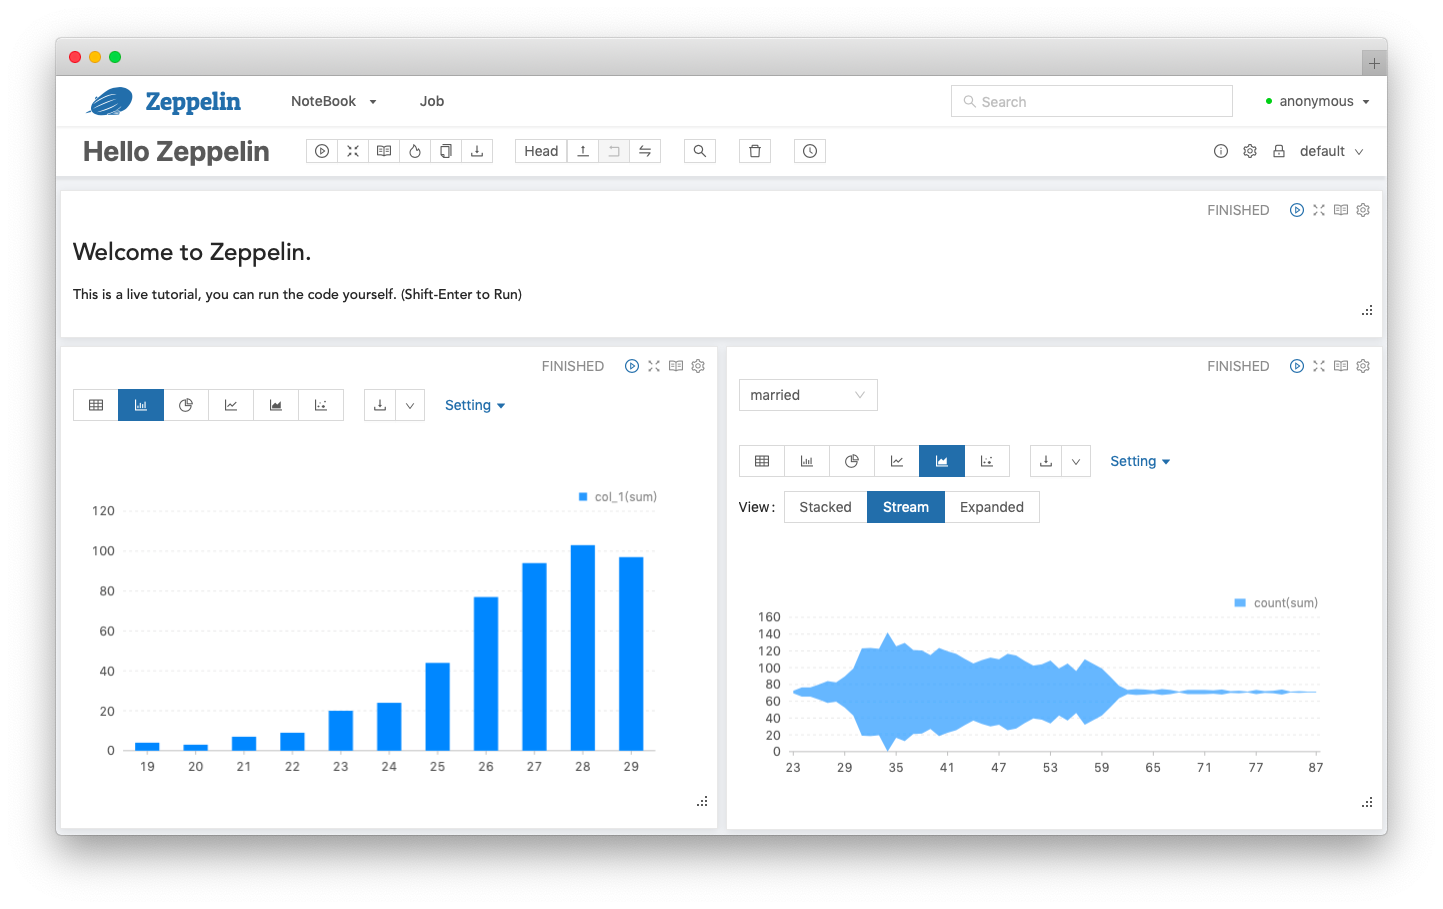 Zeppelin NoteBook Job Search anonymous
Hello Zeppelin Head default
FINISHED
Welcome to Zeppelin.
This is a live tutorial, you can run the code yourself. (Shift-Enter to Run)
FINISHED
Setting
col_1(sum)
120
100
80
60
40
20
0
19 20 21 22 23 24 25 26 27 28 29
FINISHED
married
Setting
View: Stacked Stream Expanded
count(sum)
160
140
120
100
80
60
40
20
0
23 29 35 41 47 53 59 65 71 77 87